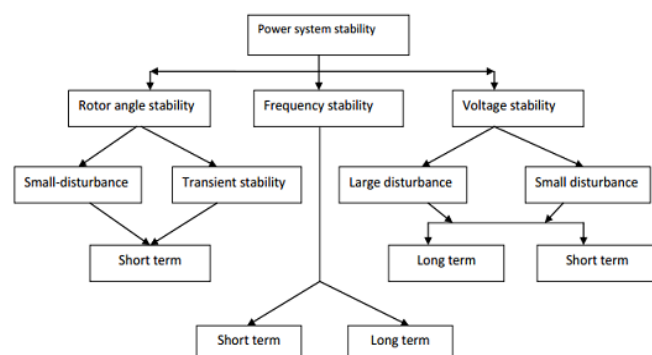 Power system stability
Rotor angle stability
Frequency stability
Voltage stability
Small-disturbance
Transient stability
Large disturbance
Small disturbance
Short term
Long term
Short term
Short term
Long term